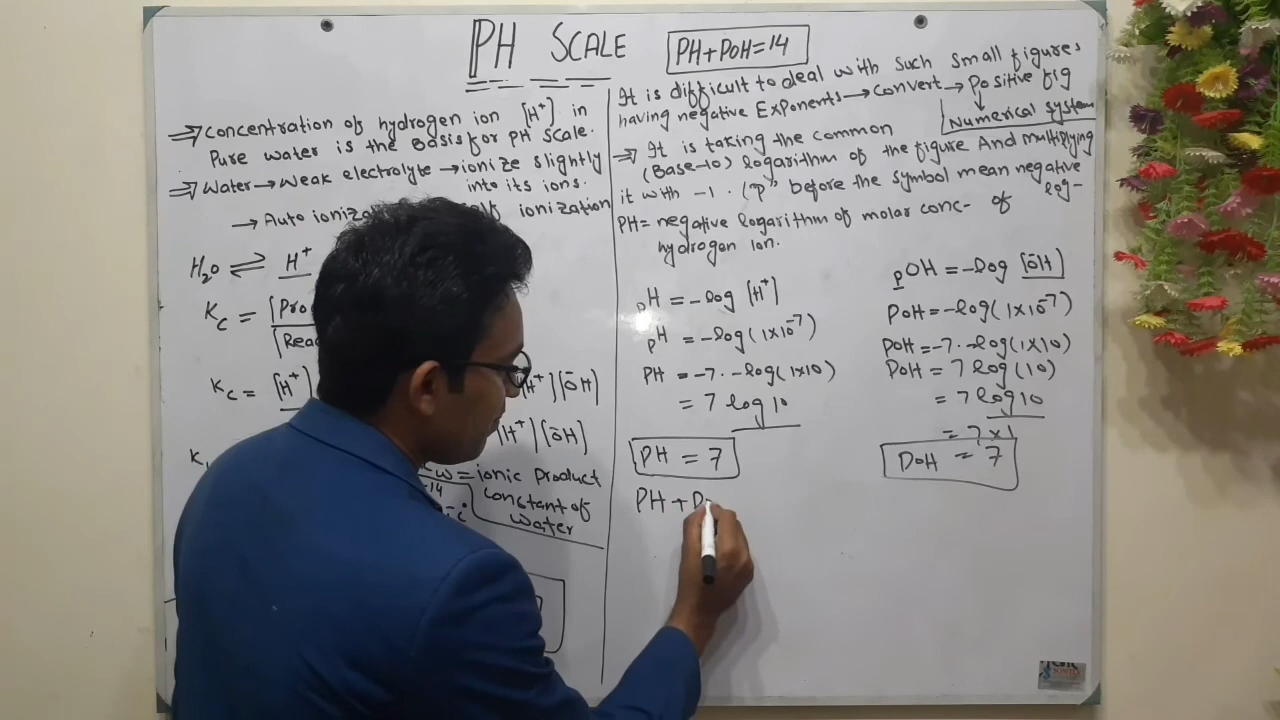 PH SCALE
PH+POH=14
⇒ Concentration of hydrogen ion [H⁺] in
Pure water is the basis for PH scale.
⇒ Water → weak electrolyte → ionize slightly
into its ions.
→ Auto
ionization
H₂O ⇌ H⁺
Kc =
Kc = [H⁺]
H⁺][ŌH]
[H⁺][ŌH]
= ionic product
constant of
water
-14
It is difficult to deal with such small figures
having negative Exponents → convert → Positive fig
Numerical system
⇒ It is taking the common
(Base-10) logarithm of the figure And multiplying
it with -1. "P" before the symbol mean negative
log-
PH = negative logarithm of molar conc- of
hydrogen Ion.
pH = -log [H⁺]
pH = -log(1×10⁻⁷)
PH = -7. -log(1×10)
= 7 log 10
PH = 7
PH+P
pOH = -log [ŌH]
POH = -log(1×10⁻⁷)
POH = -7. -log(1×10)
POH = 7 log(10)
= 7 log 10
= 7×1
POH = 7